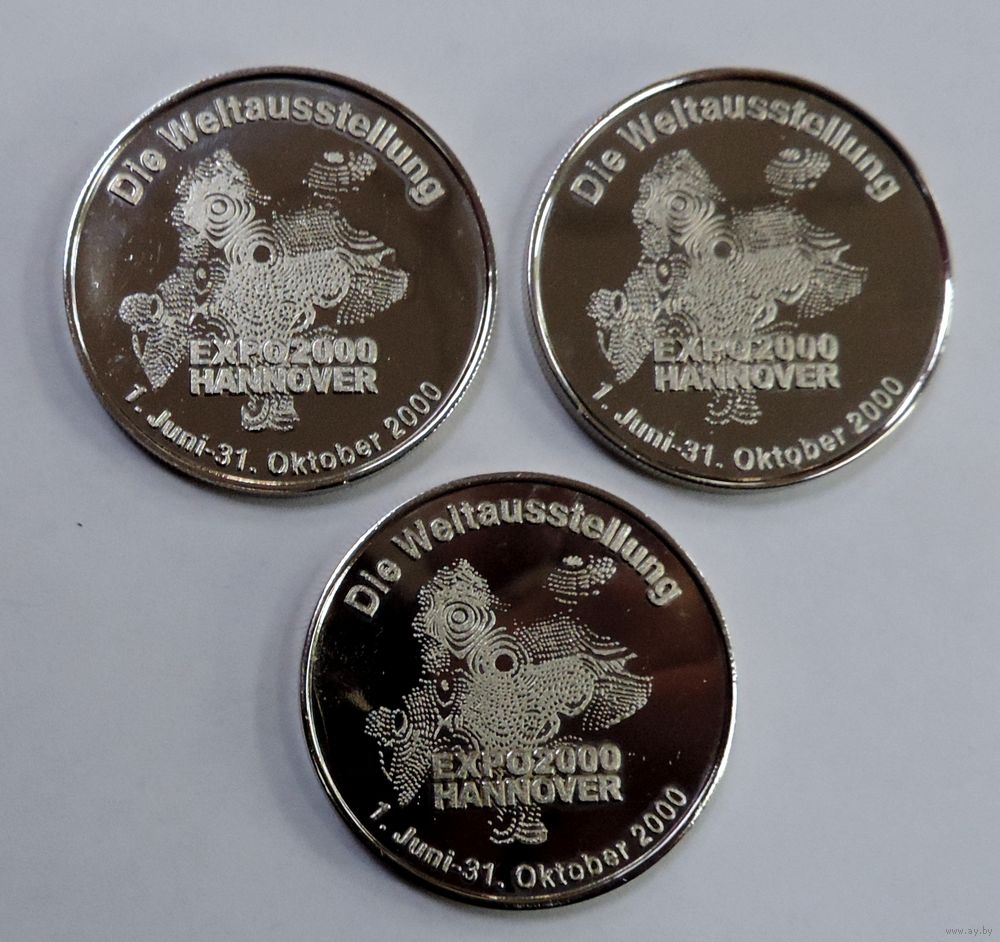 Die Weltausstellung
EXPO2000
HANNOVER
1. Juni-31. Oktober 2000
Die Weltausstellung
EXPO2000
HANNOVER
1. Juni-31. Oktober 2000
Die Weltausstellung
EXPO2000
HANNOVER
1. Juni-31. Oktober 2000
www.ay.by